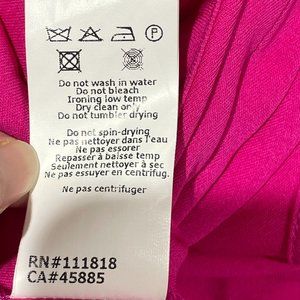 P
Do not wash in water
Do not bleach
Ironing low temp
Dry clean only
Do not tumbler drying
Do not spin-drying
Ne pas nettoyer dans l'eau
Ne pas essorer
Repasser à baisse temp
Seulement nettoyer à sec
Ne pas essuyer en centrifug.
Ne pas centrifuger
RN#111818
CA#45885